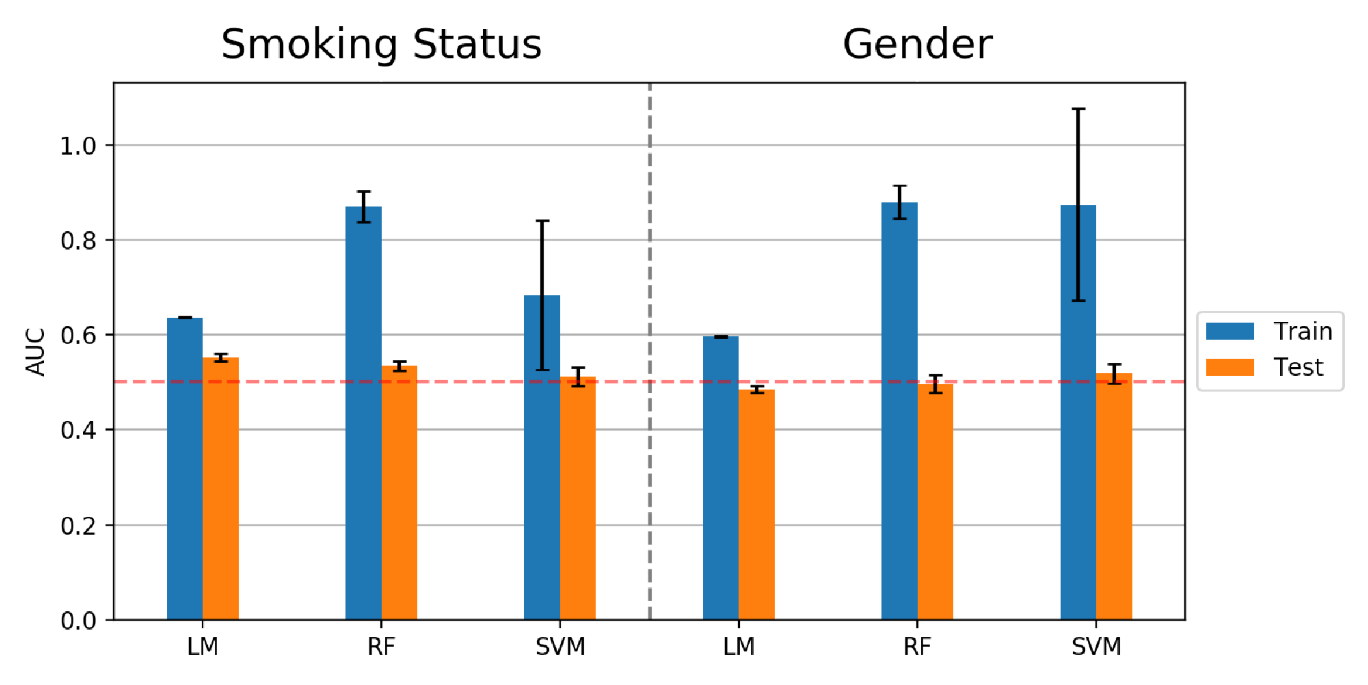 Smoking Status Gender
1.0
0.8
0.6
0.4
0.2
0.0
AUC
LM RF SVM LM RF SVM
Train
Test